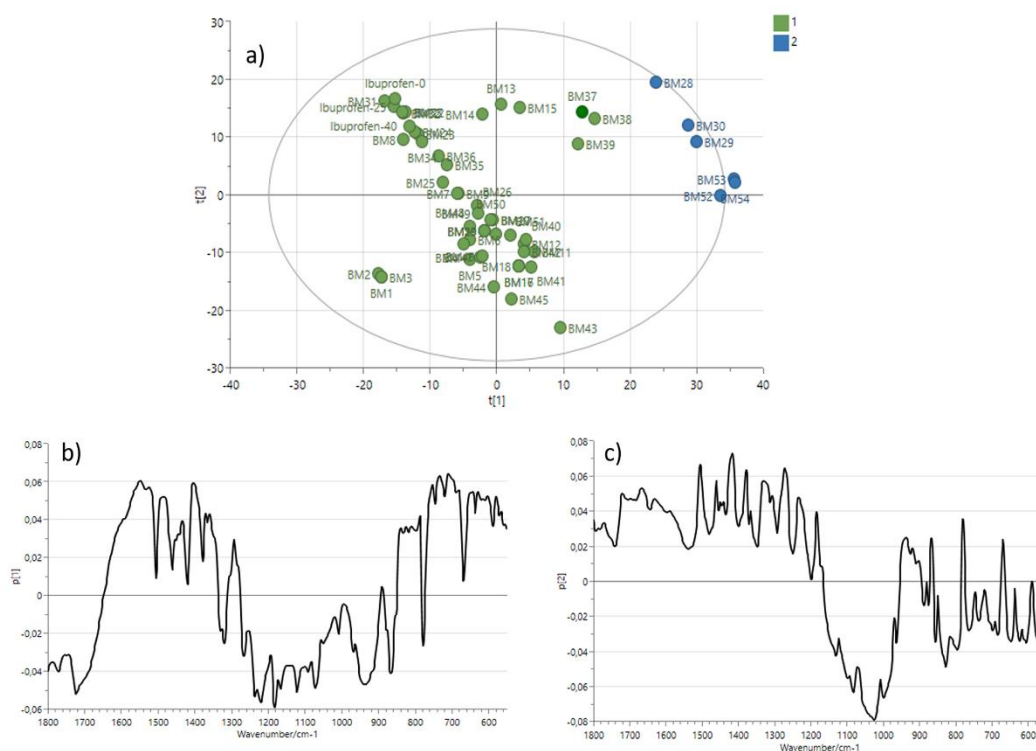 a)
1
2
30
20
10
0
-10
-20
-30
t[2]
-40
-30
-20
-10
0
10
20
30
40
t[1]
Ibuprofen-0
BM31
Ibuprofen-25
Ibuprofen-40
BM8
BM34
BM36
BM35
BM25
BM7
BM26
BM50
BM13
BM14
BM15
BM37
BM38
BM39
BM28
BM30
BM29
BM53
BM52
BM54
BM40
BM12
BM6
BM2
BM3
BM1
BM5
BM18
BM44
BM41
BM45
BM43
b)
0,08
0,06
0,04
0,02
0
-0,02
-0,04
-0,06
p[1]
1800 1700 1600 1500 1400 1300 1200 1100 1000 900 800 700 600
Wavenumber/cm-1
c)
0,08
0,06
0,04
0,02
0
-0,02
-0,04
-0,06
-0,08
p[2]
1800 1700 1600 1500 1400 1300 1200 1100 1000 900 800 700 600
Wavenumber/cm-1